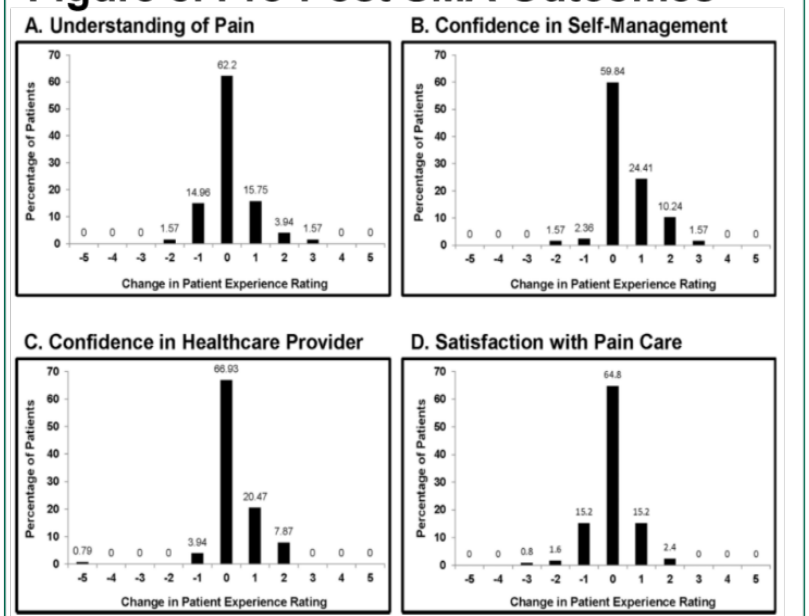 A. Understanding of Pain
70
60
50
40
30
20
10
0
Percentage of Patients
0 0 0 1.57 14.96 62.2 15.75 3.94 1.57 0 0
-5 -4 -3 -2 -1 0 1 2 3 4 5
Change in Patient Experience Rating
B. Confidence in Self-Management
70
60
50
40
30
20
10
0
Percentage of Patients
0 0 0 1.57 2.36 59.84 24.41 10.24 1.57 0 0
-5 -4 -3 -2 -1 0 1 2 3 4 5
Change in Patient Experience Rating
C. Confidence in Healthcare Provider
70
60
50
40
30
20
10
0
Percentage of Patients
0.79 0 0 0 3.94 66.93 20.47 7.87 0 0 0
-5 -4 -3 -2 -1 0 1 2 3 4 5
Change in Patient Experience Rating
D. Satisfaction with Pain Care
70
60
50
40
30
20
10
0
Percentage of Patients
0 0 0.8 1.6 15.2 64.8 15.2 2.4 0 0 0
-5 -4 -3 -2 -1 0 1 2 3 4 5
Change in Patient Experience Rating